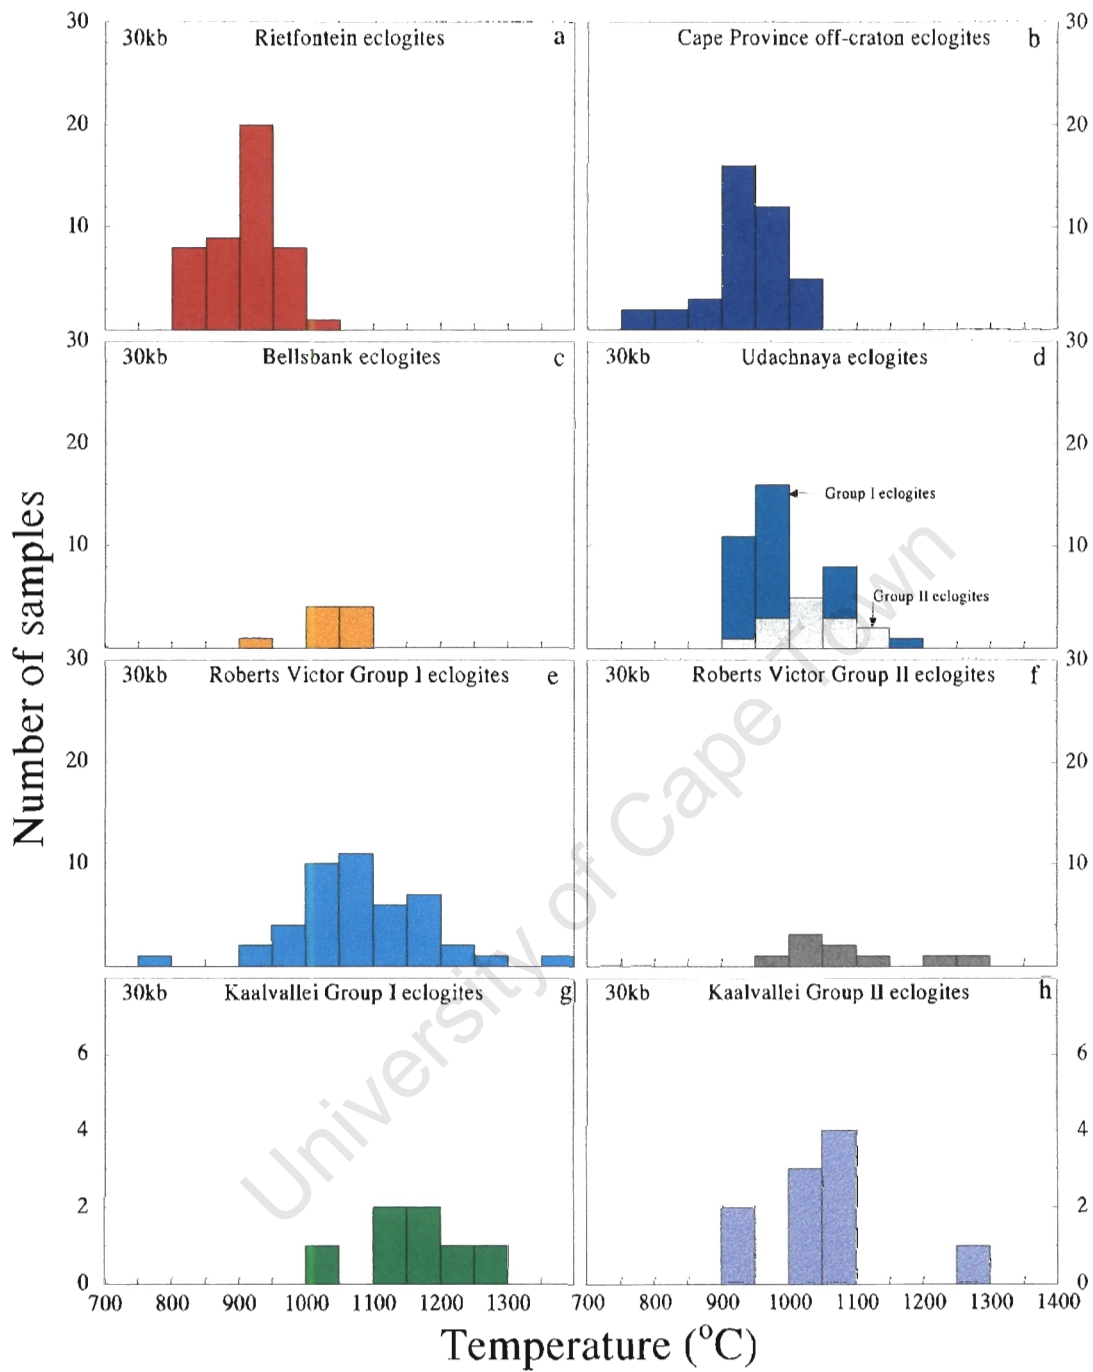 30kb Rietfontein eclogites a
30kb Cape Province off-craton eclogites b
30
20
10
30
20
10
30kb Bellsbank eclogites c
30kb Udachnaya eclogites d
Group I eclogites
Group II eclogites
30
20
10
30
20
10
30kb Roberts Victor Group I eclogites e
30kb Roberts Victor Group II eclogites f
30
20
10
30
20
10
30kb Kaalvallei Group I eclogites g
30kb Kaalvallei Group II eclogites h
6
4
2
0
6
4
2
0
700 800 900 1000 1100 1200 1300
900 1000 1100 1200 1300 1400
Number of samples
Temperature (°C)
University of Cape Town